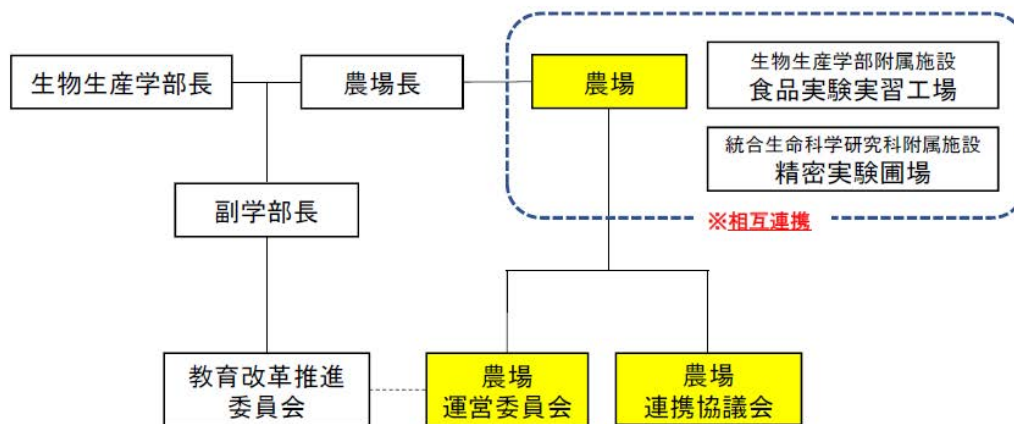 生物生産学部長
農場長
農場
生物生産学部附属施設
食品実験実習工場
統合生命科学研究科附属施設
精密実験圃場
※相互連携
副学部長
教育改革推進
委員会
農場
運営委員会
農場
連携協議会